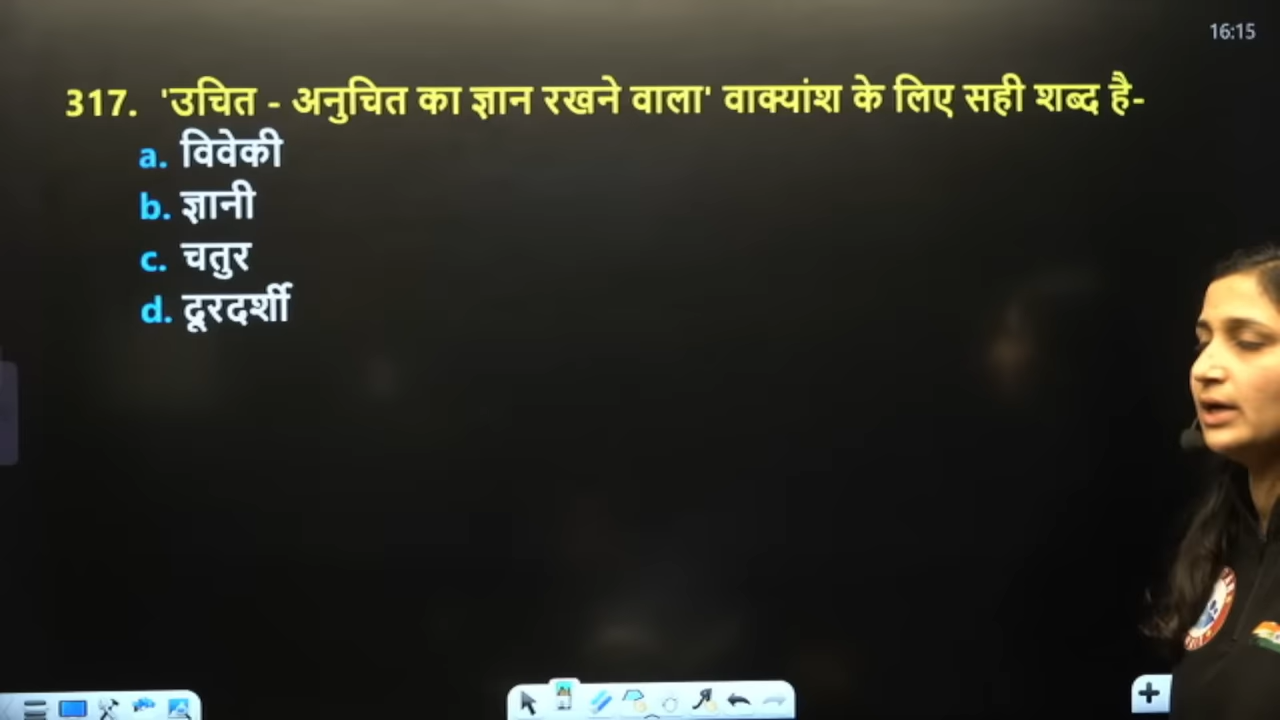 16:15
317. 'उचित - अनुचित का ज्ञान रखने वाला' वाक्यांश के लिए सही शब्द है-
a. विवेकी
b. ज्ञानी
c. चतुर
d. दूरदर्शी